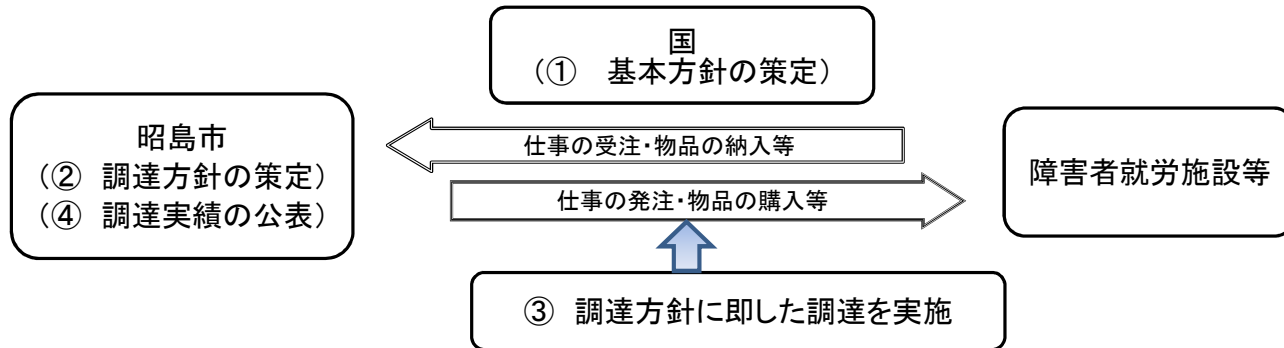 国
(① 基本方針の策定)
昭島市
(② 調達方針の策定)
(④ 調達実績の公表)
仕事の受注・物品の納入等
仕事の発注・物品の購入等
障害者就労施設等
③ 調達方針に即した調達を実施